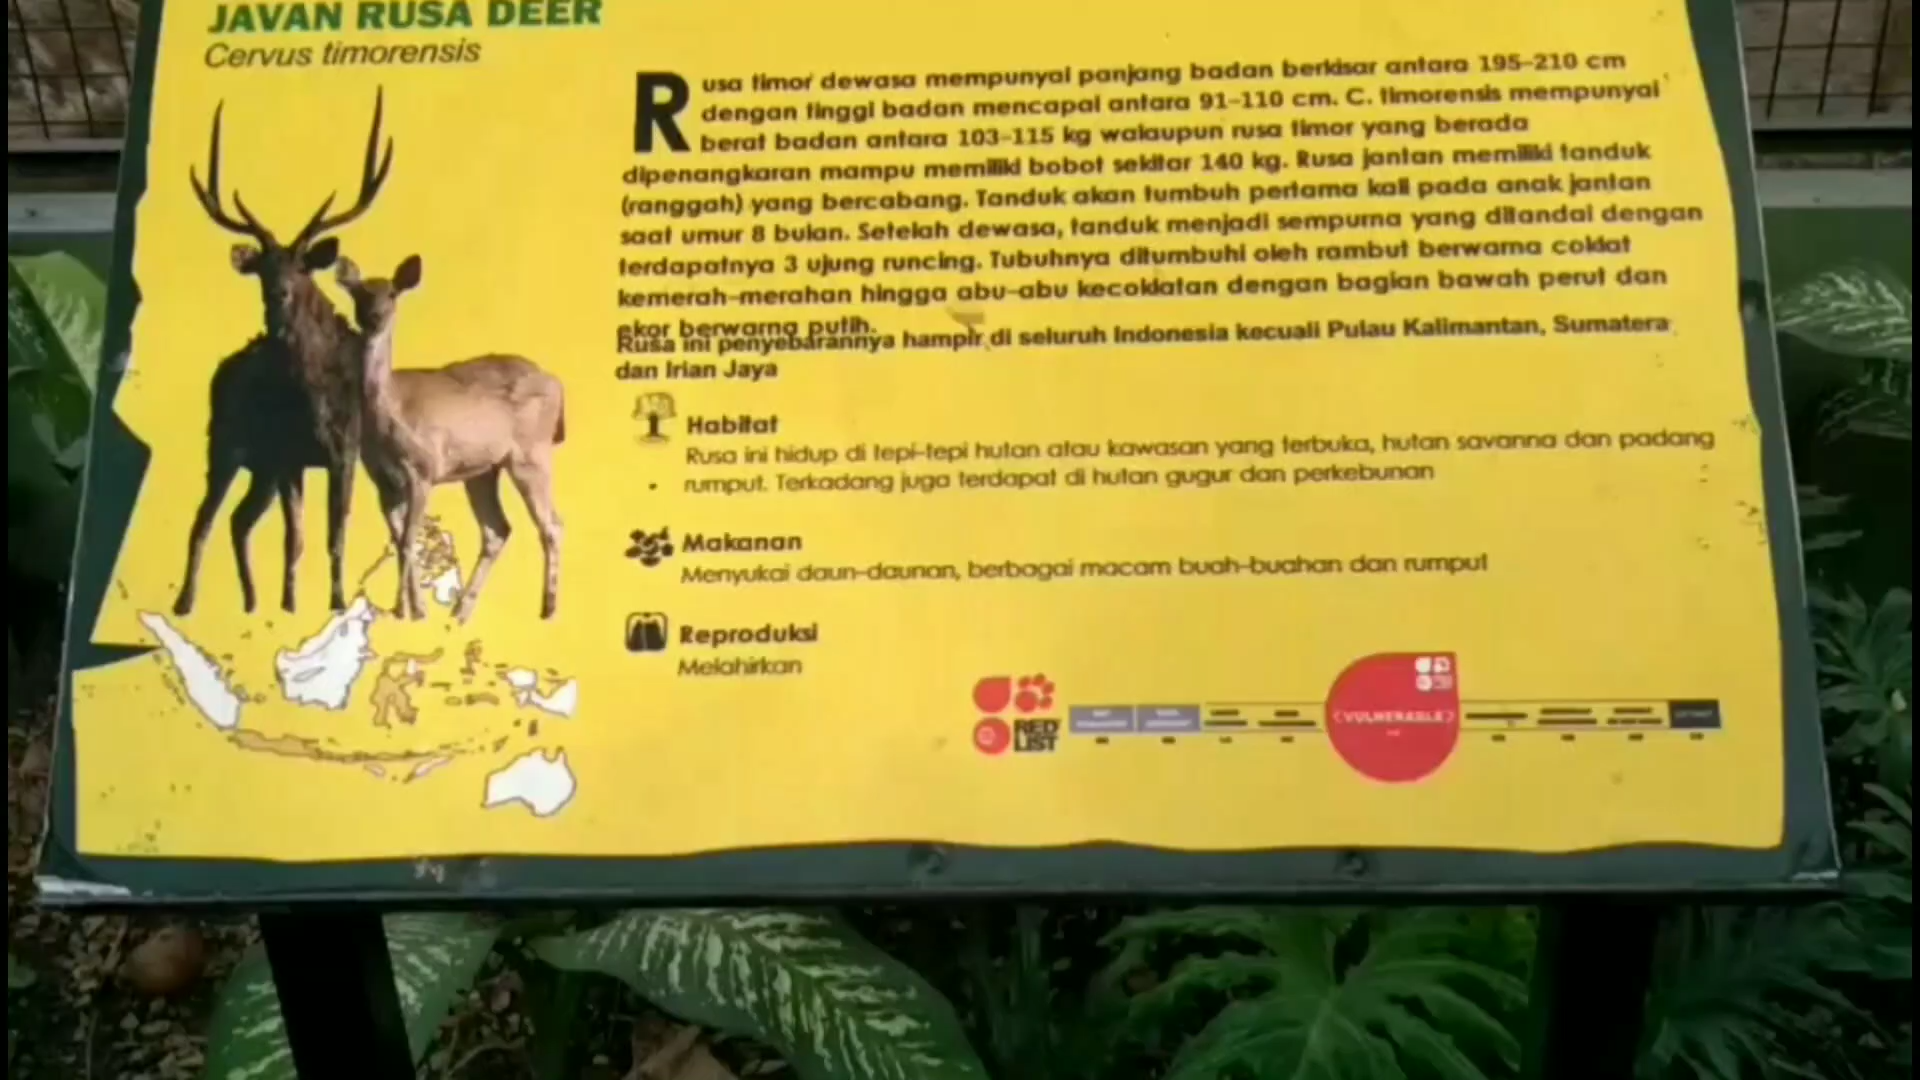 JAVAN RUSA DEER
Cervus timorensis
Rusa timor dewasa mempunyai panjang badan berkisar antara 195-210 cm
dengan tinggi badan mencapai antara 91-110 cm. C. timorensis mempunyai
berat badan antara 103-115 kg walaupun rusa timor yang berada
dipenangkaran mampu memiliki bobot sekitar 140 kg. Rusa jantan memiliki tanduk
(ranggah) yang bercabang. Tanduk akan tumbuh pertama kali pada anak jantan
saat umur 8 bulan. Setelah dewasa, tanduk menjadi sempurna yang ditandai dengan
terdapatnya 3 ujung runcing. Tubuhnya ditumbuhi oleh rambut berwarna coklat
kemerah-merahan hingga abu-abu kecoklatan dengan bagian bawah perut dan
ekor berwarna putih.
Rusa ini penyebarannya hampir di seluruh Indonesia kecuali Pulau Kalimantan, Sumatera
dan Irian Jaya
Habitat
Rusa ini hidup di tepi-tepi hutan atau kawasan yang terbuka, hutan savanna dan padang
rumput. Terkadang juga terdapat di hutan gugur dan perkebunan
Makanan
Menyukai daun-daunan, berbagai macam buah-buahan dan rumput
Reproduksi
Melahirkan
RED
LIST
<VULNERABLE>